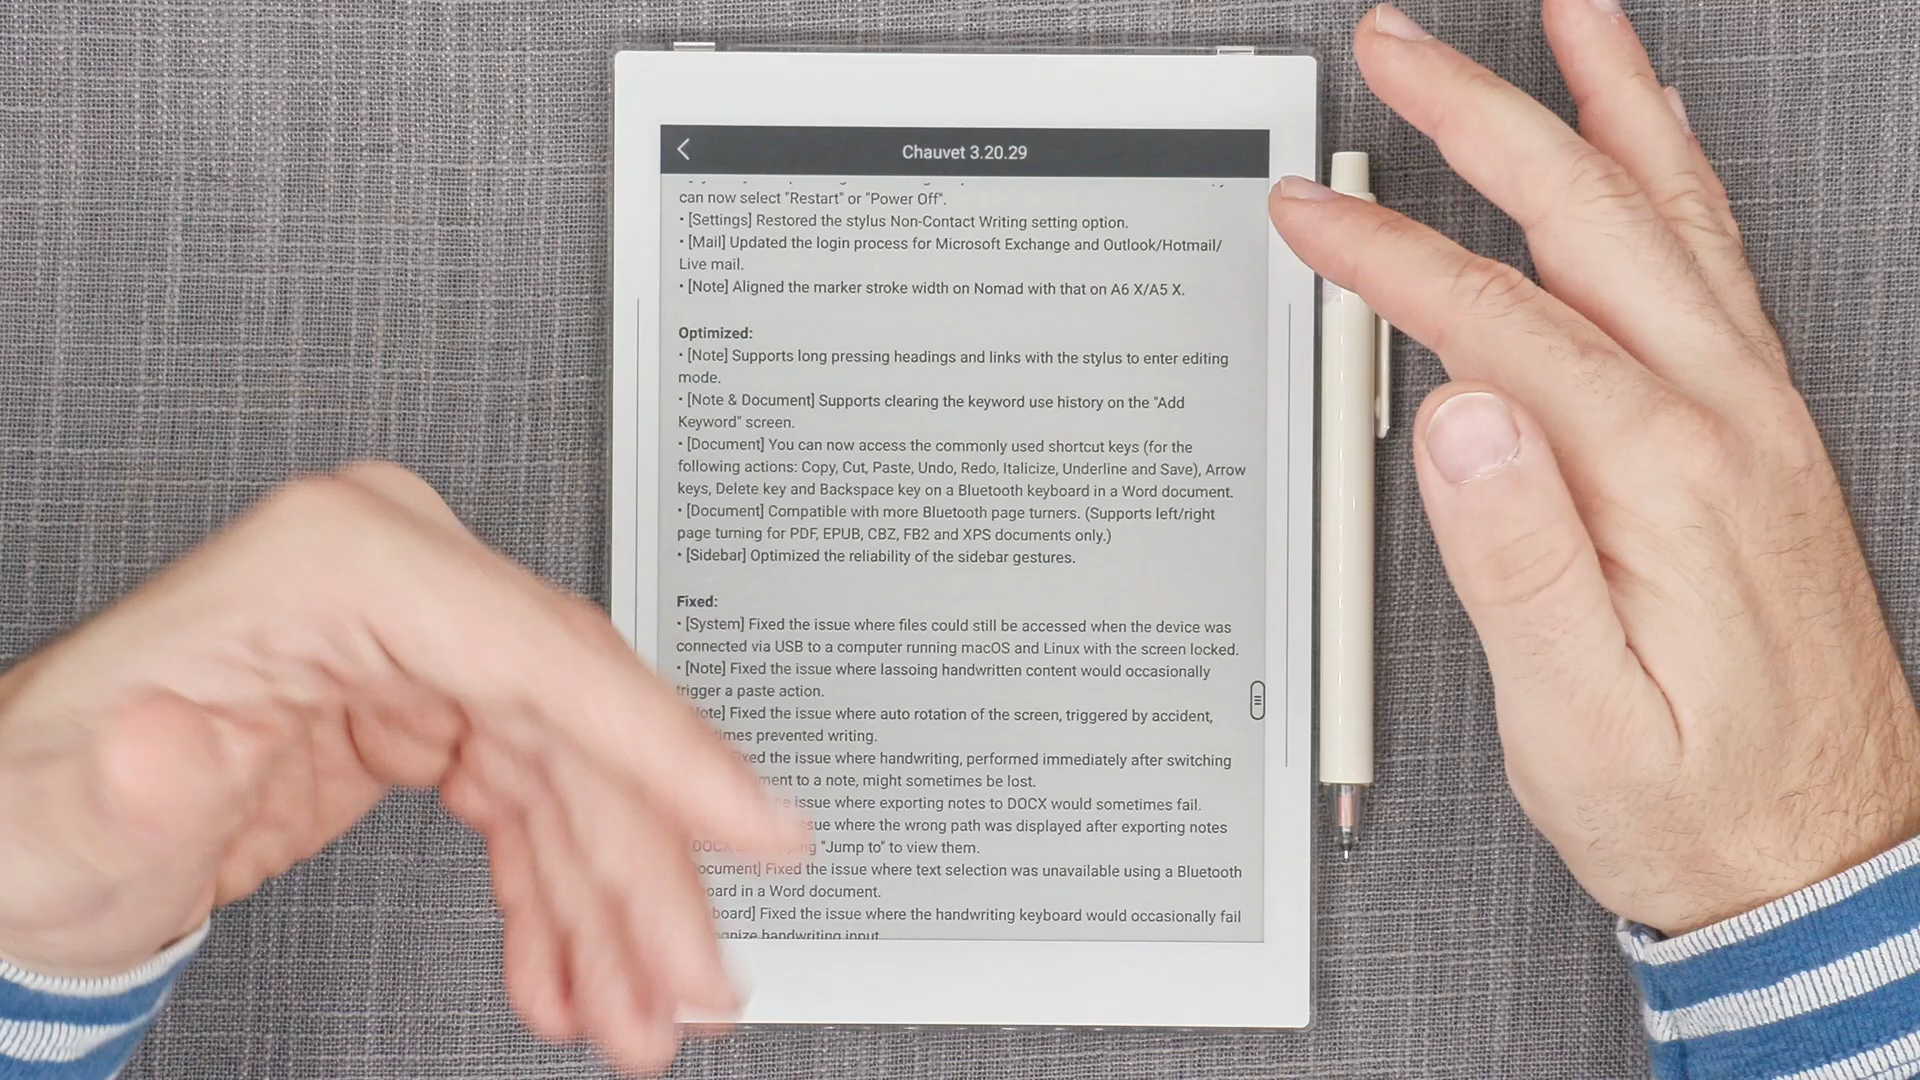 Chauvet 3.20.29
can now select "Restart" or "Power Off".
• [Settings] Restored the stylus Non-Contact Writing setting option.
• [Mail] Updated the login process for Microsoft Exchange and Outlook/Hotmail/
Live mail.
• [Note] Aligned the marker stroke width on Nomad with that on A6 X/A5 X.
Optimized:
• [Note] Supports long pressing headings and links with the stylus to enter editing
mode.
• [Note & Document] Supports clearing the keyword use history on the "Add
Keyword" screen.
• [Document] You can now access the commonly used shortcut keys (for the
following actions: Copy, Cut, Paste, Undo, Redo, Italicize, Underline and Save), Arrow
keys, Delete key and Backspace key on a Bluetooth keyboard in a Word document.
• [Document] Compatible with more Bluetooth page turners. (Supports left/right
page turning for PDF, EPUB, CBZ, FB2 and XPS documents only.)
• [Sidebar] Optimized the reliability of the sidebar gestures.
Fixed:
• [System] Fixed the issue where files could still be accessed when the device was
connected via USB to a computer running macOS and Linux with the screen locked.
• [Note] Fixed the issue where lassoing handwritten content would occasionally
trigger a paste action.
Fixed the issue where auto rotation of the screen, triggered by accident,
prevented writing.
the issue where handwriting, performed immediately after switching
to a note, might sometimes be lost.
issue where exporting notes to DOCX would sometimes fail.
where the wrong path was displayed after exporting notes
DOCX "Jump to" to view them.
Fixed the issue where text selection was unavailable using a Bluetooth
in a Word document.
Fixed the issue where the handwriting keyboard would occasionally fail
handwriting input